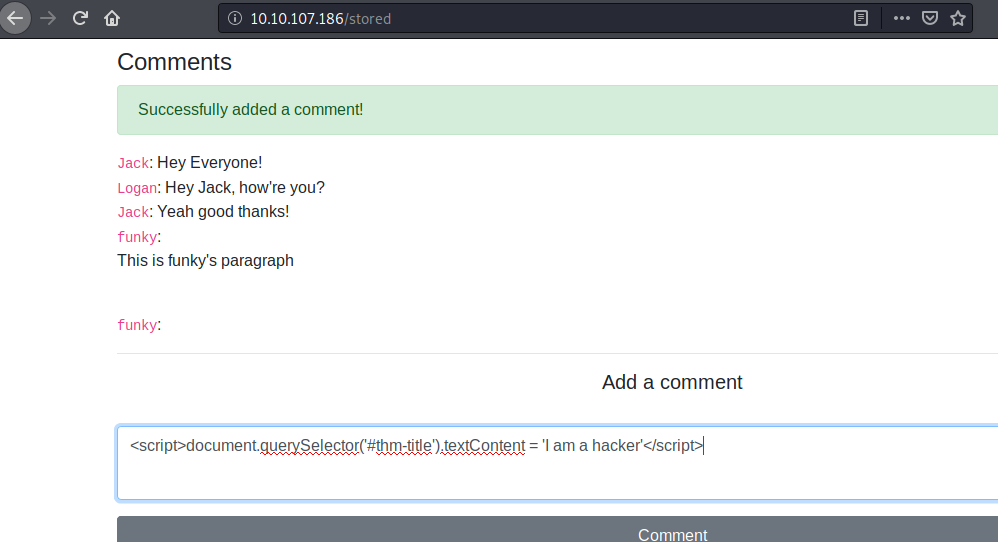 10.10.107.186/stored
Comments
Successfully added a comment!
Jack: Hey Everyone!
Logan: Hey Jack, how're you?
Jack: Yeah good thanks!
funky:
This is funky's paragraph
funky:
Add a comment
<script>document.querySelector('#thm-title').textContent = 'I am a hacker'</script>
Comment